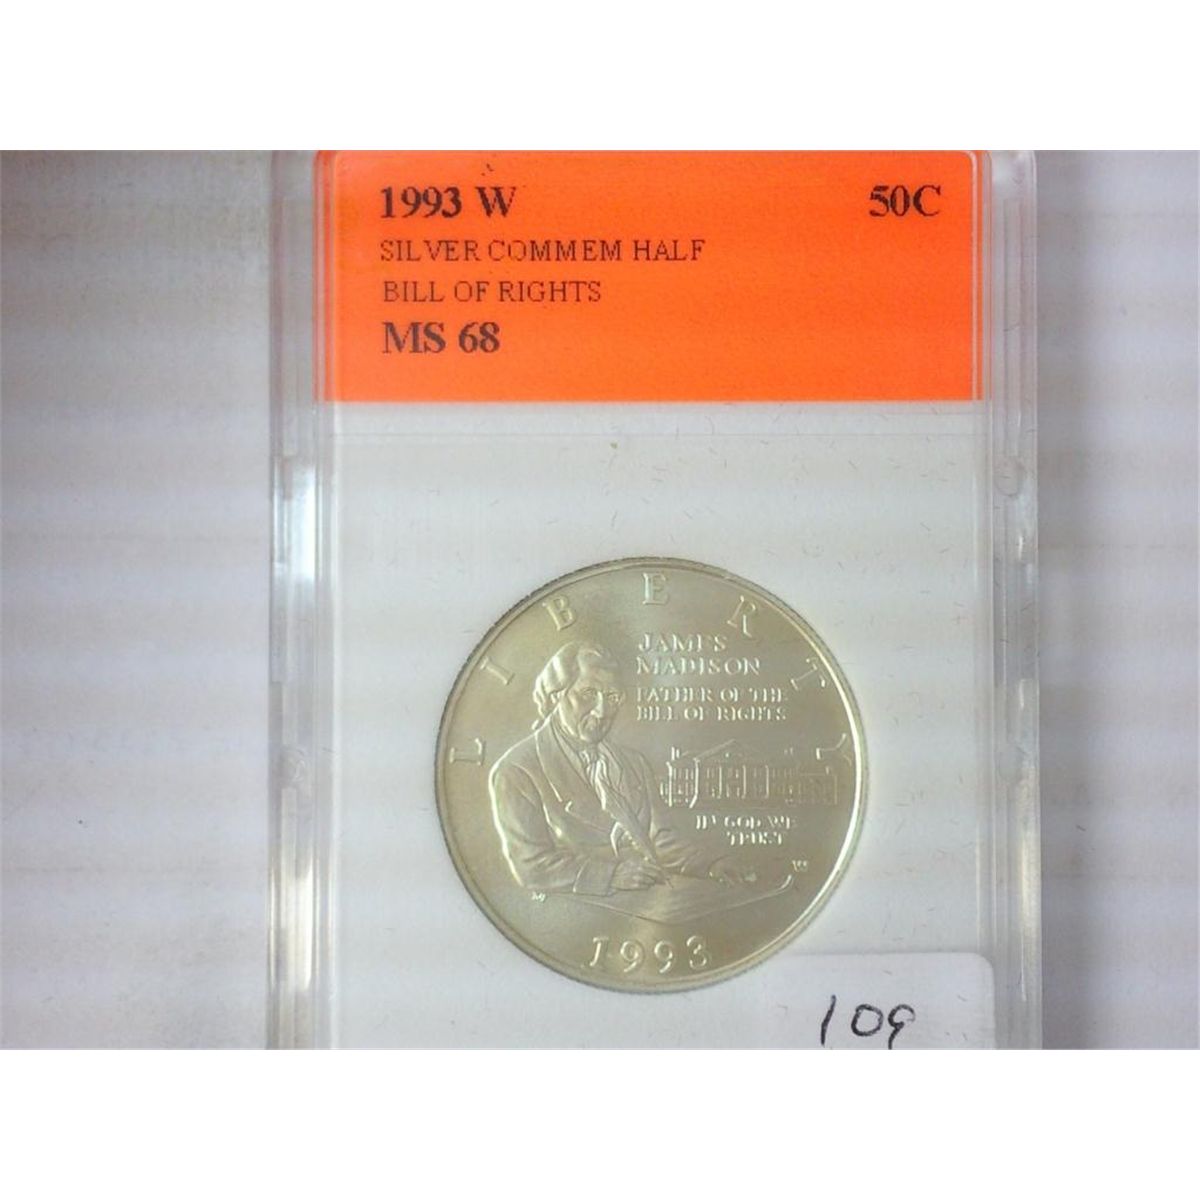 1993 W 50C
SILVER COMMEM HALF
BILL OF RIGHTS
MS 68
LIBERTY
JAMES
MADISON
FATHER OF THE
BILL OF RIGHTS
IN GOD WE
TRUST
W
1993
109